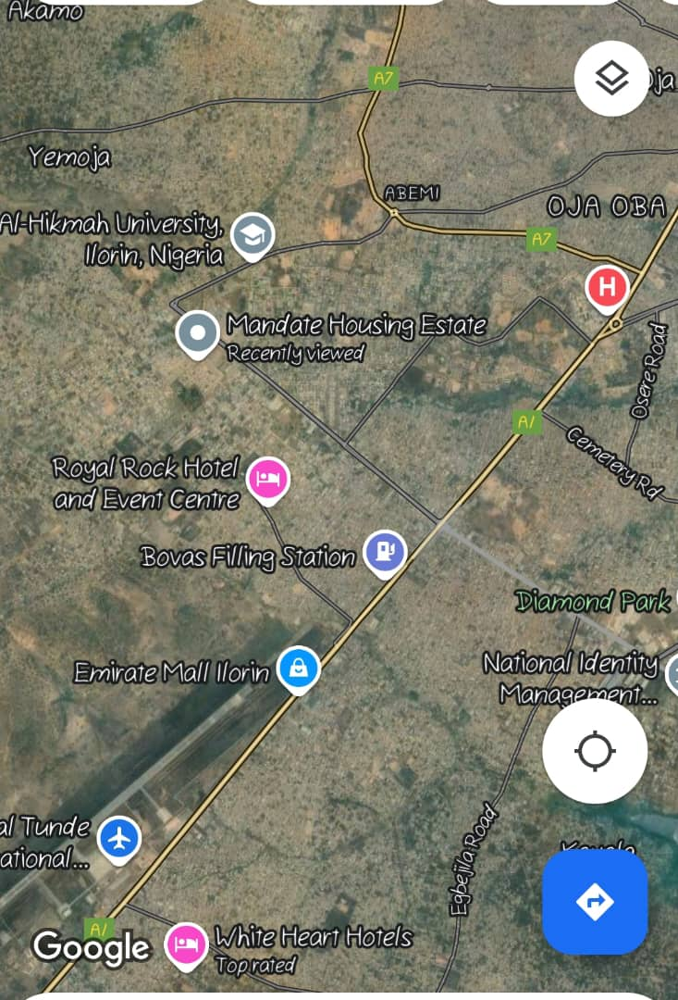 Akamo
A7
Oja
Yemoja
ABEMI
OJA OBA
Al-Hikmah University,
Ilorin, Nigeria
A7
H
Mandate Housing Estate
Recently viewed
Osere Road
A1
Cemetery Rd
Royal Rock Hotel
and Event Centre
Bovas Filling Station
Diamond Park
National Identity
Management...
Emirate Mall Ilorin
Egbejila Road
al Tunde
ational...
A1
Google
White Heart Hotels
Top rated